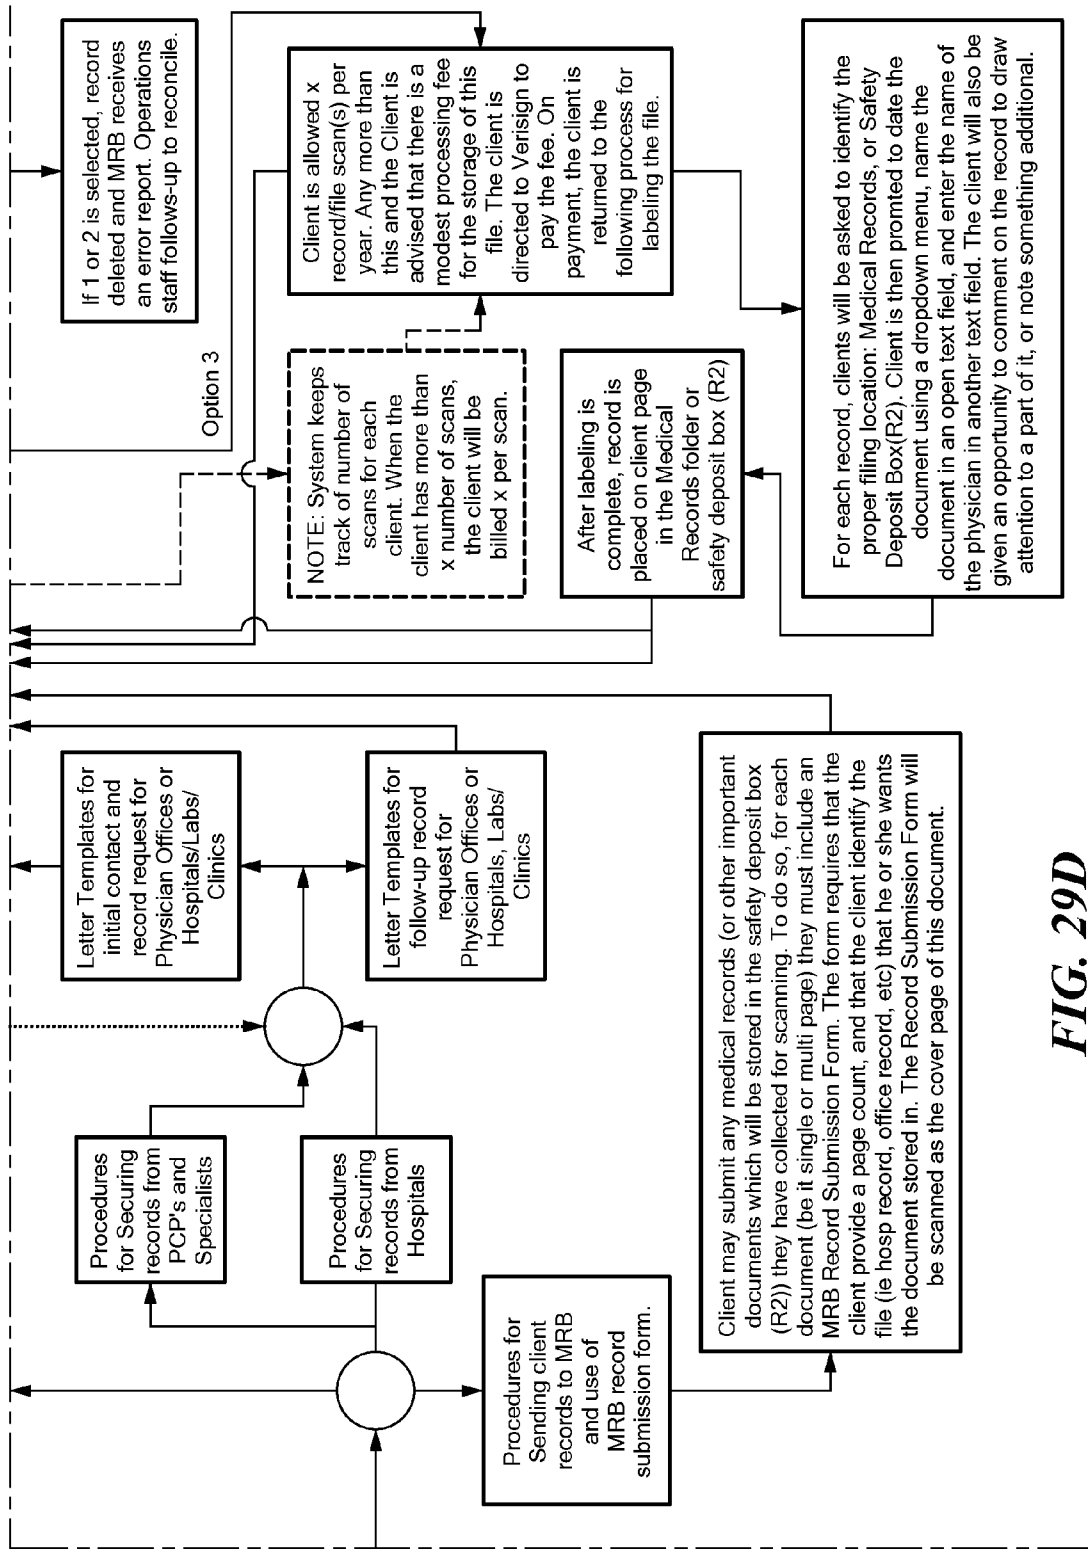 Procedures
for Securing
records from
PCP's and
Specialists
Letter Templates for
initial contact and
record request for
Physician Offices or
Hospitals/Labs/
Clinics
If 1 or 2 is selected, record
deleted and MRB receives
an error report. Operations
staff follows-up to reconcile.
Option 3
Procedures
for Securing
records from
Hospitals
Letter Templates for
follow-up record
request for
Physician Offices or
Hospitals, Labs/
Clinics
NOTE: System keeps
track of number of
scans for each
client. When the
client has more than
x number of scans,
the client will be
billed x per scan.
Client is allowed x
record/file scan(s) per
year. Any more than
this and the Client is
advised that there is a
modest processing fee
for the storage of this
file. The client is
directed to Verisign to
pay the fee. On
payment, the client is
returned to the
following process for
labeling the file.
Procedures for
Sending client
records to MRB
and use of
MRB record
submission form.
After labeling is
complete, record is
placed on client page
in the Medical
Records folder or
safety deposit box (R2)
Client may submit any medical records (or other important
documents which will be stored in the safety deposit box
(R2)) they have collected for scanning. To do so, for each
document (be it single or multi page) they must include an
MRB Record Submission Form. The form requires that the
client provide a page count, and that the client identify the
file (ie hosp record, office record, etc) that he or she wants
the document stored in. The Record Submission Form will
be scanned as the cover page of this document.
For each record, clients will be asked to identify the
proper filing location: Medical Records, or Safety
Deposit Box(R2). Client is then promted to date the
document using a dropdown menu, name the
document in an open text field, and enter the name of
the physician in another text field. The client will also be
given an opportunity to comment on the record to draw
attention to a part of it, or note something additional.
FIG. 29D